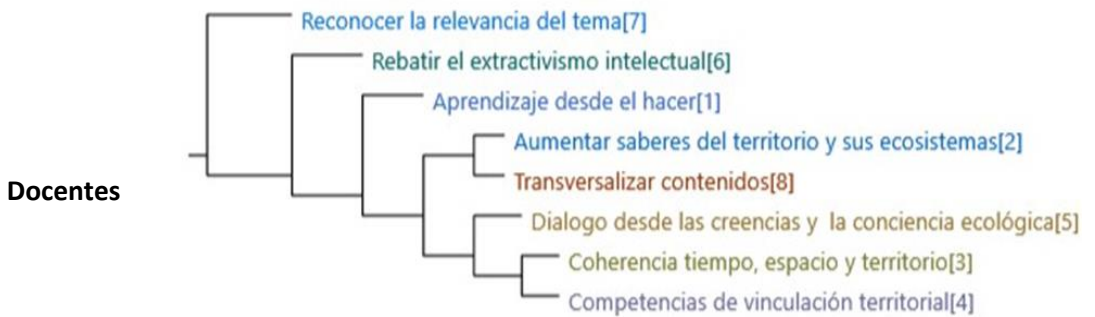 Reconocer la relevancia del tema[7]
Rebatir el extractivismo intelectual[6]
Aprendizaje desde el hacer[1]
Aumentar saberes del territorio y sus ecosistemas[2]
Docentes
Transversalizar contenidos[8]
Dialogo desde las creencias y la conciencia ecológica[5]
Coherencia tiempo, espacio y territorio[3]
Competencias de vinculación territorial[4]